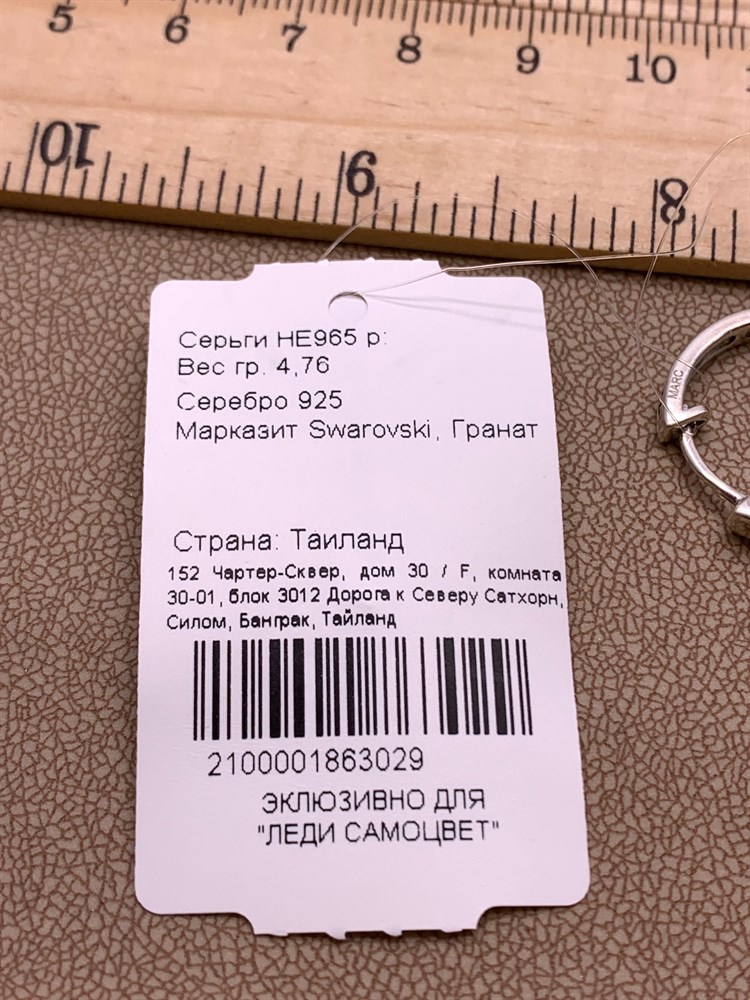 5 6 7 8 9 10
10 9 8
Серьги НЕ965 р:
Вес гр. 4,76
Серебро 925
Марказит Swarovski, Гранат
Страна: Таиланд
152 Чартер-Сквер, дом 30 / F, комната
30-01, блок 3012 Дорога к Северу Сатхорн,
Силом, Банграк, Тайланд
2100001863029
ЭКЛЮЗИВНО ДЛЯ
"ЛЕДИ САМОЦВЕТ"
MARC